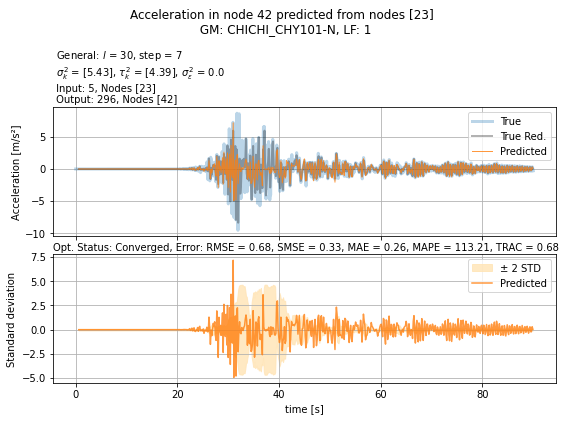 Acceleration in node 42 predicted from nodes [23]
GM: CHICHI_CHY101-N, LF: 1
General: l = 30, step = 7
σ²ₖ = [5.43], τ²ₖ = [4.39], σ²ε = 0.0
Input: 5, Nodes [23]
Output: 296, Nodes [42]
True
True Red.
Predicted
Acceleration [m/s²]
5
0
−5
−10
Opt. Status: Converged, Error: RMSE = 0.68, SMSE = 0.33, MAE = 0.26, MAPE = 113.21, TRAC = 0.68
± 2 STD
Predicted
Standard deviation
7.5
5.0
2.5
0.0
−2.5
−5.0
0 20 40 60 80
time [s]